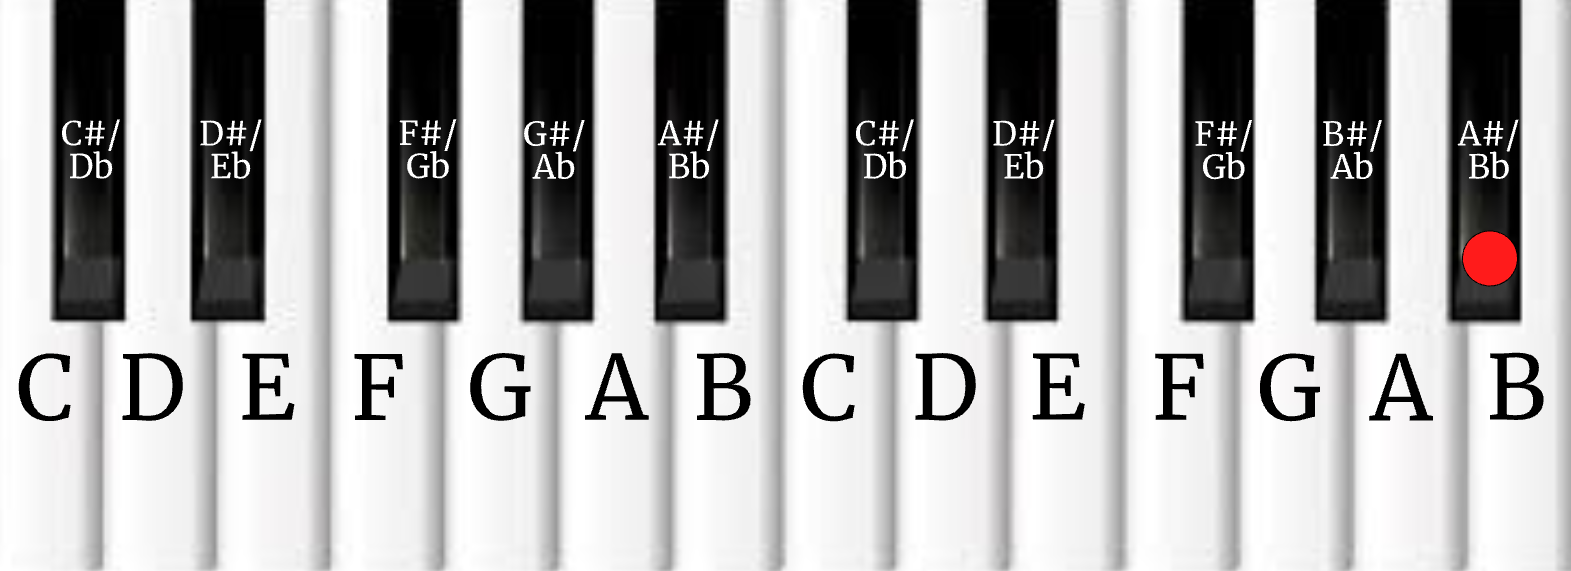 C#/ D#/ F#/ G#/ A#/ C#/ D#/ F#/ B#/ A#/
Db Eb Gb Ab Bb Db Eb Gb Ab Bb
C D E F G A B C D E F G A B